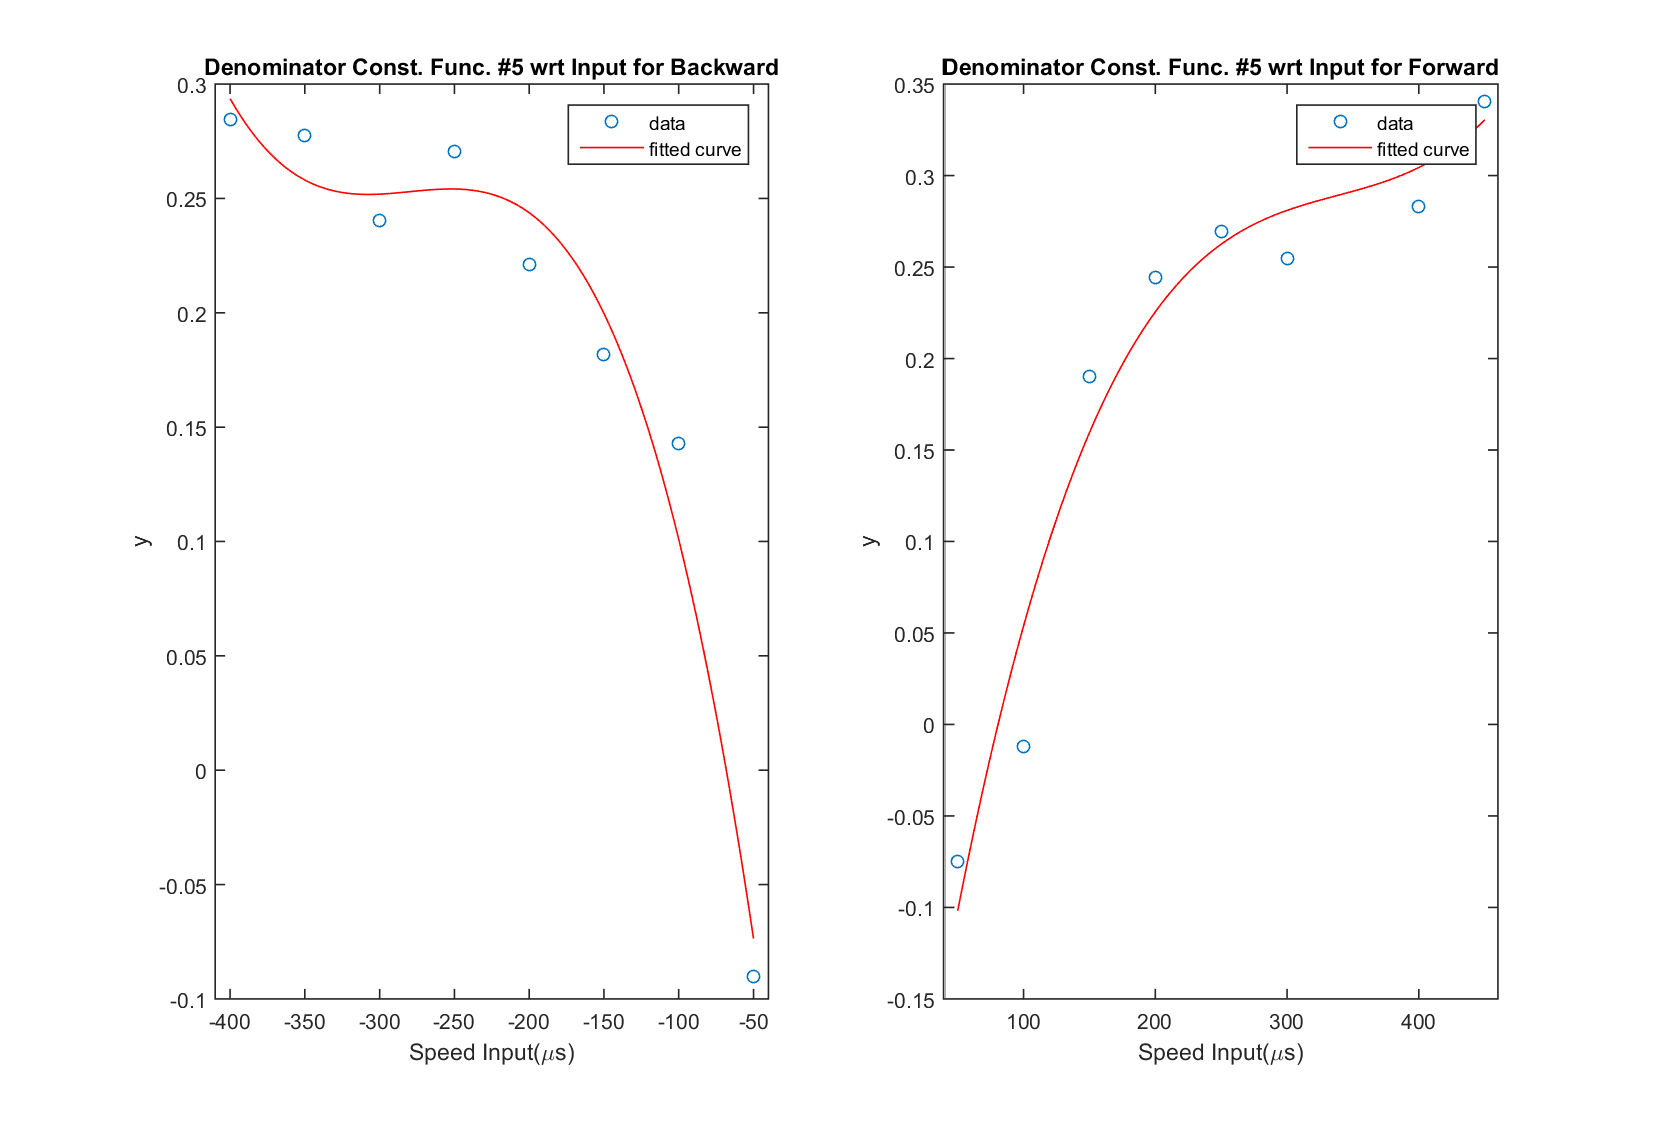 Denominator Const. Func. #5 wrt Input for Backward
0.3
0.25
0.2
0.15
0.1
0.05
0
-0.05
-0.1
y
data
fitted curve
-400 -350 -300 -250 -200 -150 -100 -50
Speed Input(μs)
Denominator Const. Func. #5 wrt Input for Forward
0.35
0.3
0.25
0.2
0.15
0.1
0.05
0
-0.05
-0.1
-0.15
y
data
fitted curve
100 200 300 400
Speed Input(μs)